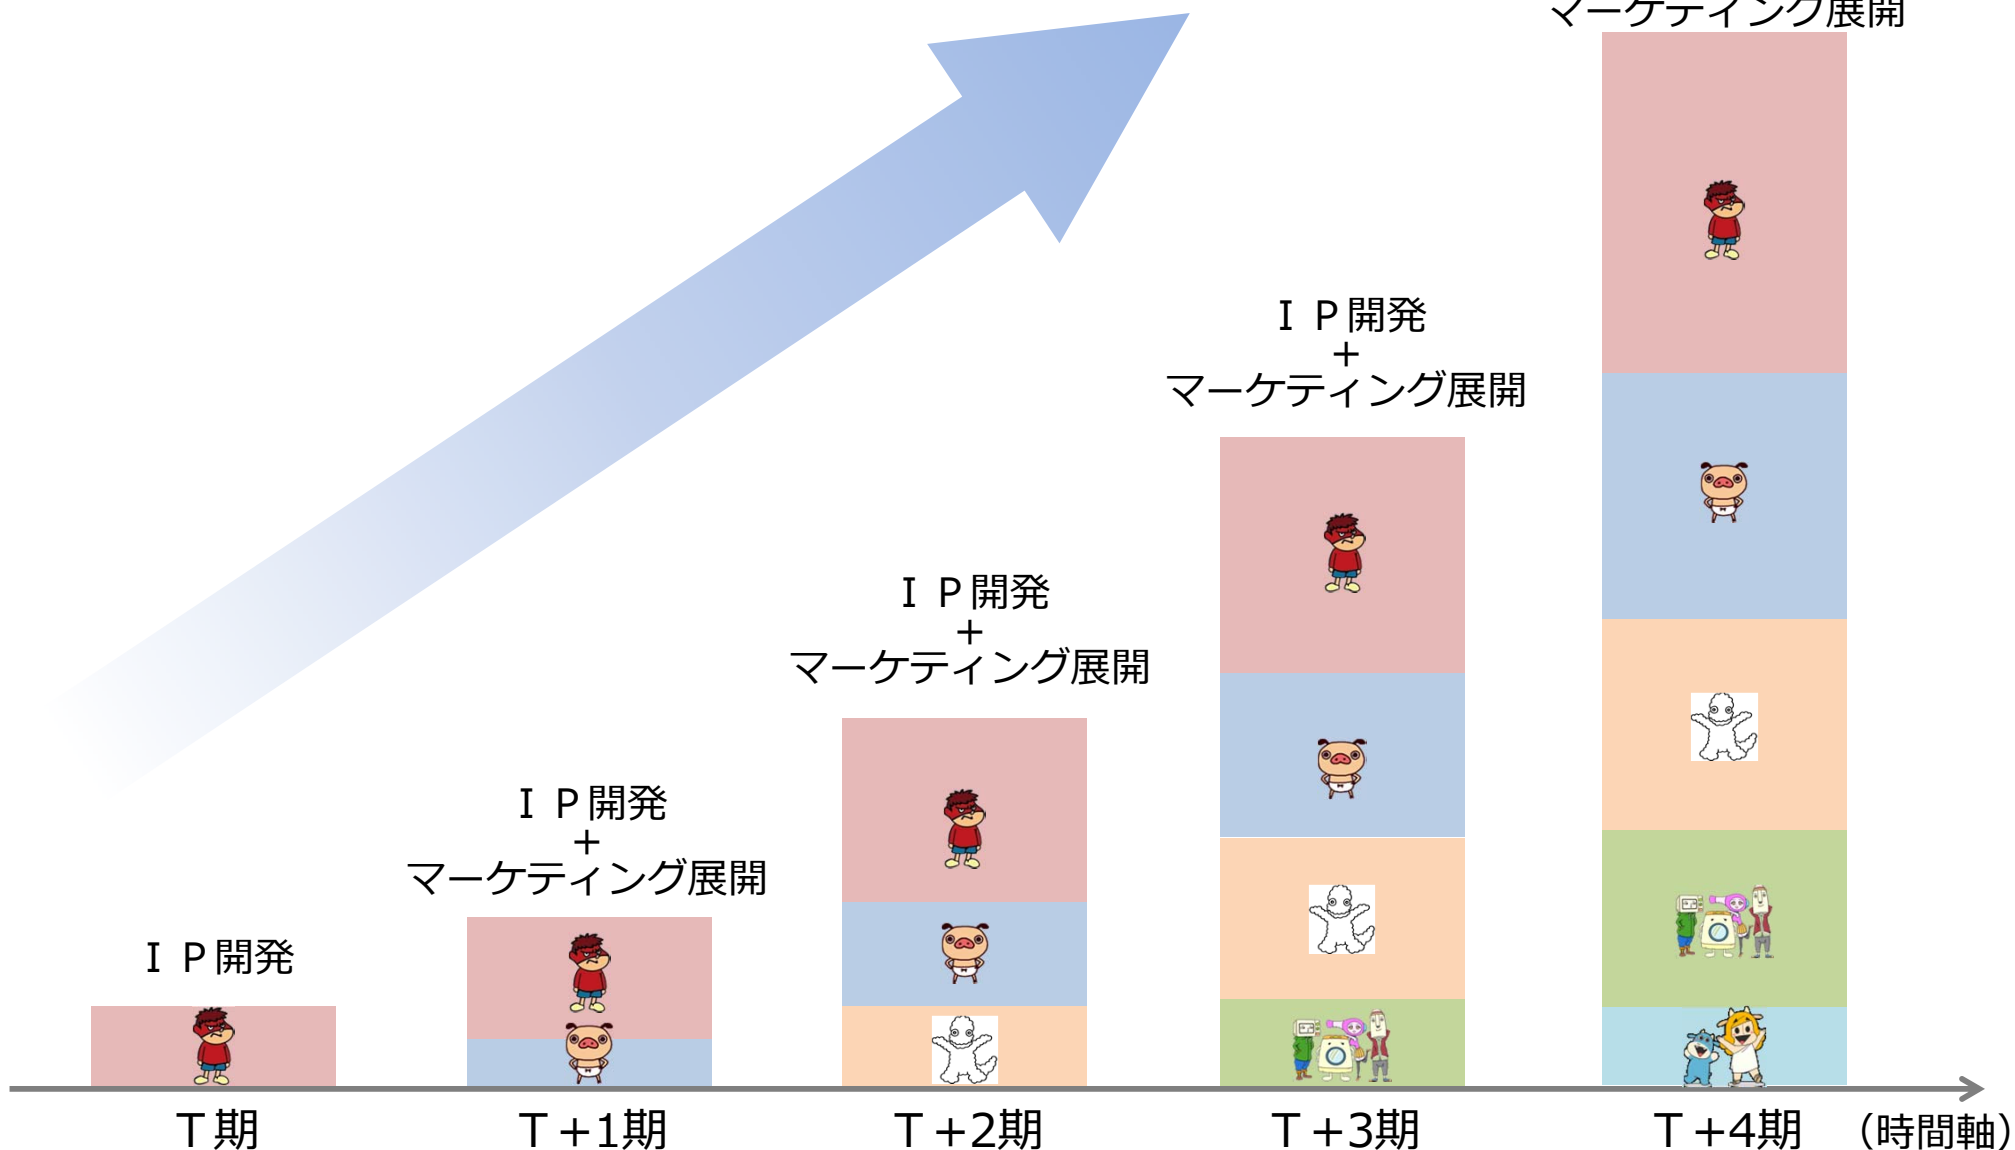 マーケティング展開
ＩＰ開発
＋
マーケティング展開
ＩＰ開発
＋
マーケティング展開
ＩＰ開発
＋
マーケティング展開
ＩＰ開発
Ｔ期
Ｔ+1期
Ｔ+2期
Ｔ+3期
Ｔ+4期
（時間軸）